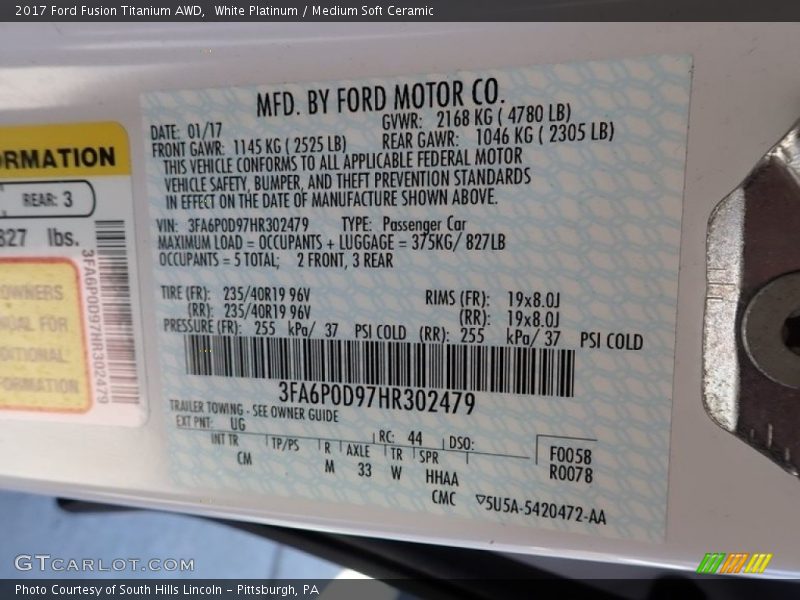 2017 Ford Fusion Titanium AWD, White Platinum / Medium Soft Ceramic
ORMATION
REAR: 3
827 lbs.
OWNERS
FORMATION
3FA6P0D97HR302479
MFD. BY FORD MOTOR CO.
DATE: 01/17 GVWR: 2168 KG ( 4780 LB)
FRONT GAWR: 1145 KG ( 2525 LB) REAR GAWR: 1046 KG ( 2305 LB)
THIS VEHICLE CONFORMS TO ALL APPLICABLE FEDERAL MOTOR
VEHICLE SAFETY, BUMPER, AND THEFT PREVENTION STANDARDS
IN EFFECT ON THE DATE OF MANUFACTURE SHOWN ABOVE.
VIN: 3FA6P0D97HR302479 TYPE: Passenger Car
MAXIMUM LOAD = OCCUPANTS + LUGGAGE = 375KG/ 827LB
OCCUPANTS = 5 TOTAL; 2 FRONT, 3 REAR
TIRE (FR): 235/40R19 96V RIMS (FR): 19x8.0J
(RR): 235/40R19 96V (RR): 19x8.0J
PRESSURE (FR): 255 kPa/ 37 PSI COLD (RR): 255 kPa/ 37 PSI COLD
3FA6P0D97HR302479
TRAILER TOWING - SEE OWNER GUIDE
EXT PNT: UG RC: 44 DSO:
INT TR TP/PS R AXLE TR SPR F0058
CM M 33 W HHAA R0078
CMC 5U5A-5420472-AA
GTCARLOT.COM
Photo Courtesy of South Hills Lincoln - Pittsburgh, PA